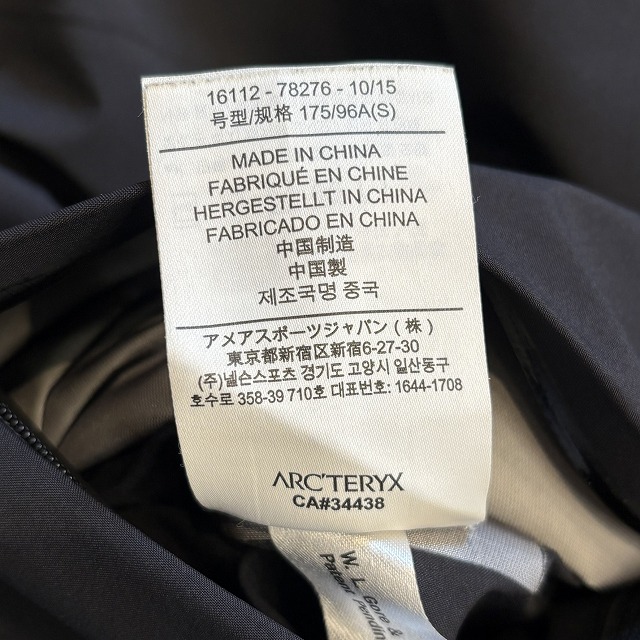 16112 - 78276 - 10/15
号型/规格 175/96A(S)
MADE IN CHINA
FABRIQUÉ EN CHINE
HERGESTELLT IN CHINA
FABRICADO EN CHINA
中国制造
中国製
제조국명 중국
アメアスポーツジャパン ( 株 )
東京都新宿区新宿6-27-30
(주)넬슨스포츠 경기도 고양시 일산동구
호수로 358-39 710호 대표번호: 1644-1708
ARC'TERYX
CA#34438
W. L. Gore &
Patent Pending